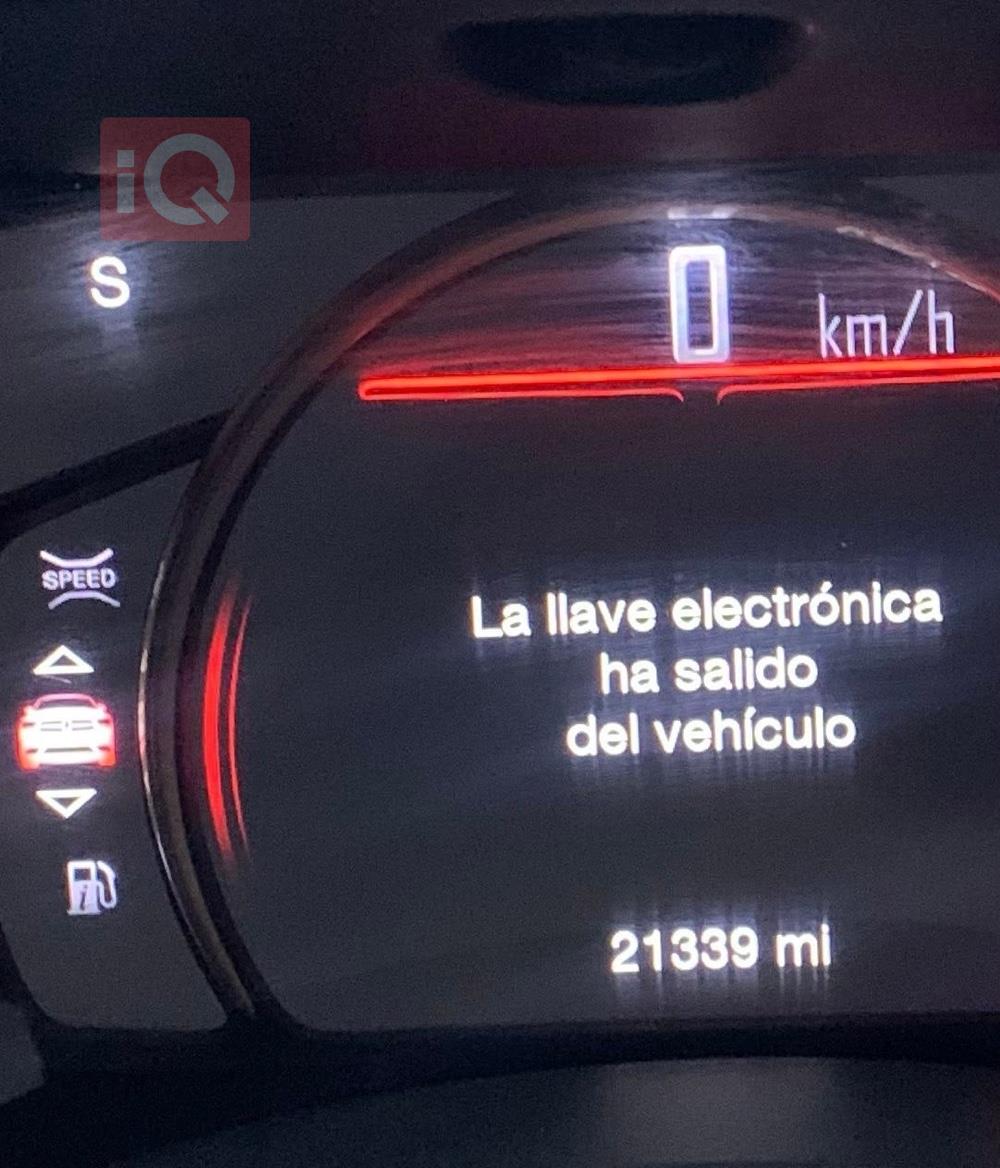 iQ
S
0 km/h
SPEED
La llave electrónica
ha salido
del vehículo
i
21339 mi